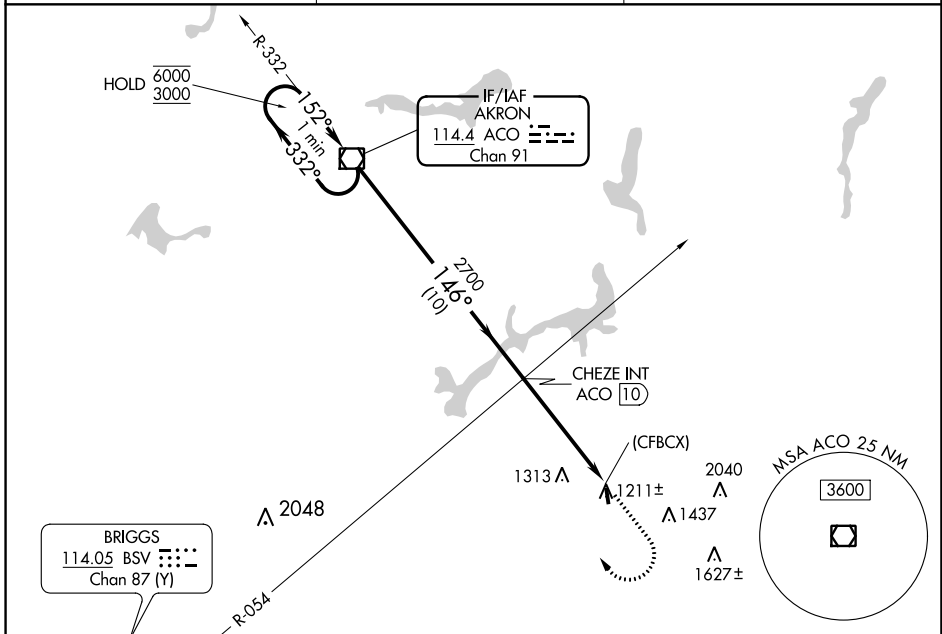 R-332
HOLD 6000
3000
152°
1 min
332°
IF/IAF
AKRON
114.4 ACO
Chan 91
2700
146°
(10)
CHEZE INT
ACO 10
(CFBCX)
1313
1211±
2040
1437
1627±
2048
MSA ACO 25 NM
3600
BRIGGS
114.05 BSV
Chan 87 (Y)
R-054